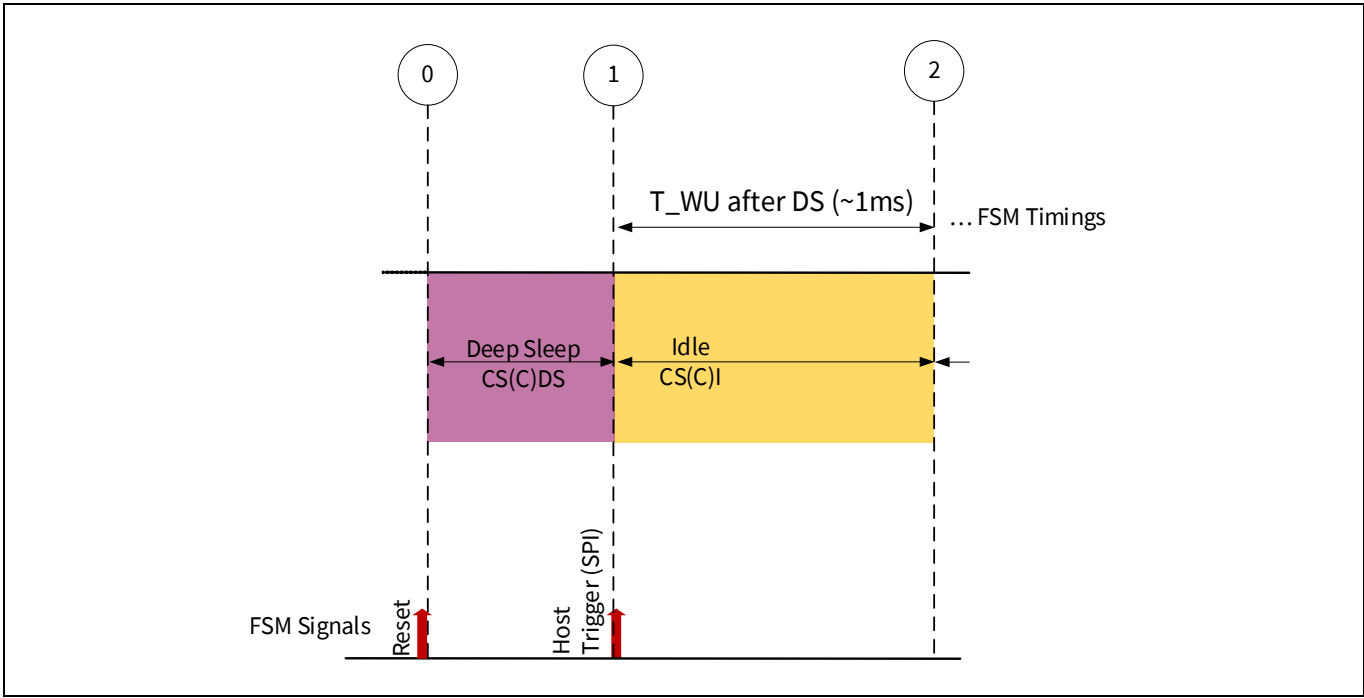 0
1
2
T_WU after DS (~1ms)
... FSM Timings
Deep Sleep
CS(C)DS
Idle
CS(C)I
FSM Signals
Reset
Host
Trigger (SPI)